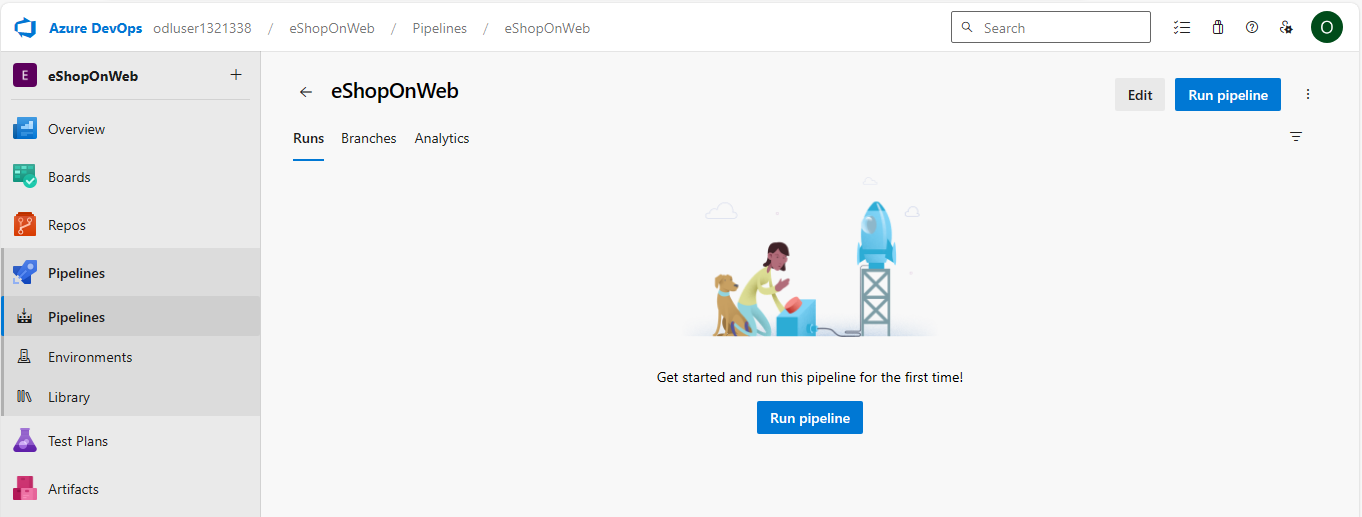 Azure DevOps odluser1321338 / eShopOnWeb / Pipelines / eShopOnWeb
Search
O
E eShopOnWeb +
Overview
Boards
Repos
Pipelines
Pipelines
Environments
Library
Test Plans
Artifacts
eShopOnWeb
Edit
Run pipeline
Runs Branches Analytics
Get started and run this pipeline for the first time!
Run pipeline